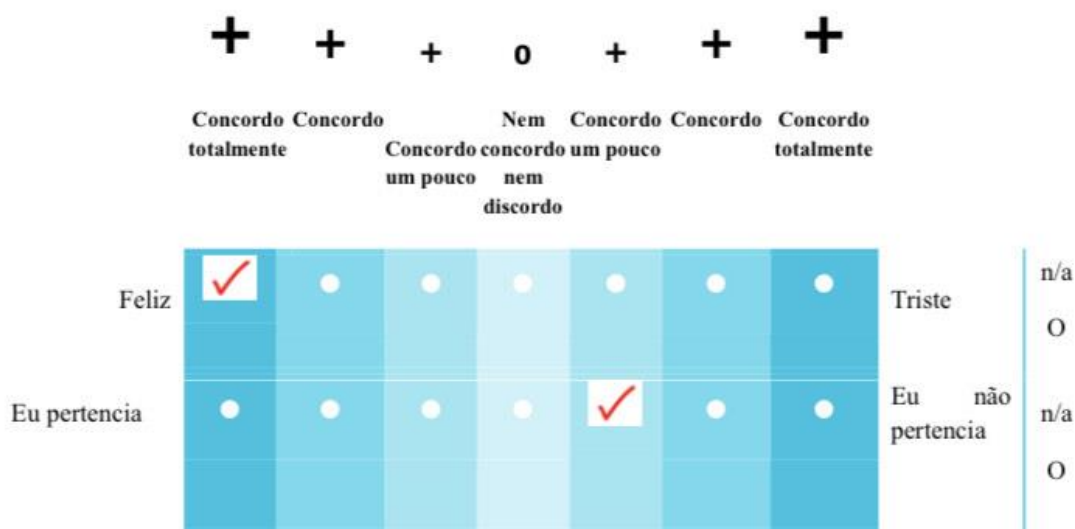 + + + 0 + + +
Concordo Concordo Nem Concordo Concordo Concordo
totalmente Concordo concordo um pouco totalmente
um pouco nem
discordo
Feliz Triste n/a
O
Eu pertencia Eu não n/a
pertencia
O